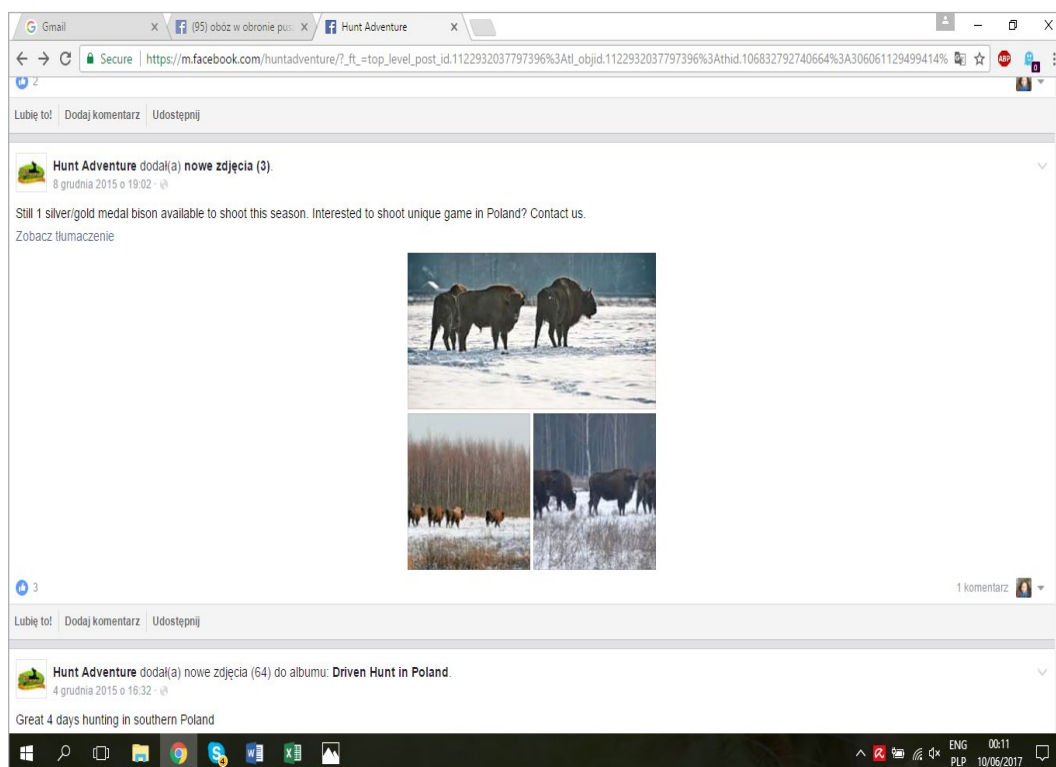 Gmail
(95) obóz w obronie pus
Hunt Adventure
Secure | https://m.facebook.com/huntadventure/?_ft_=top_level_post_id.1122932037797396%3Atl_objid.1122932037797396%3Athid.106832792740664%3A306061129499414%
ABP
0
2
Lubię to! Dodaj komentarz Udostępnij
Hunt Adventure dodał(a) nowe zdjęcia (3).
8 grudnia 2015 o 19:02 ·
Still 1 silver/gold medal bison available to shoot this season. Interested to shoot unique game in Poland? Contact us.
Zobacz tłumaczenie
3
1 komentarz
Lubię to! Dodaj komentarz Udostępnij
Hunt Adventure dodał(a) nowe zdjęcia (64) do albumu: Driven Hunt in Poland.
4 grudnia 2015 o 16:32 ·
Great 4 days hunting in southern Poland
ENG 00:11
PLP 10/06/2017